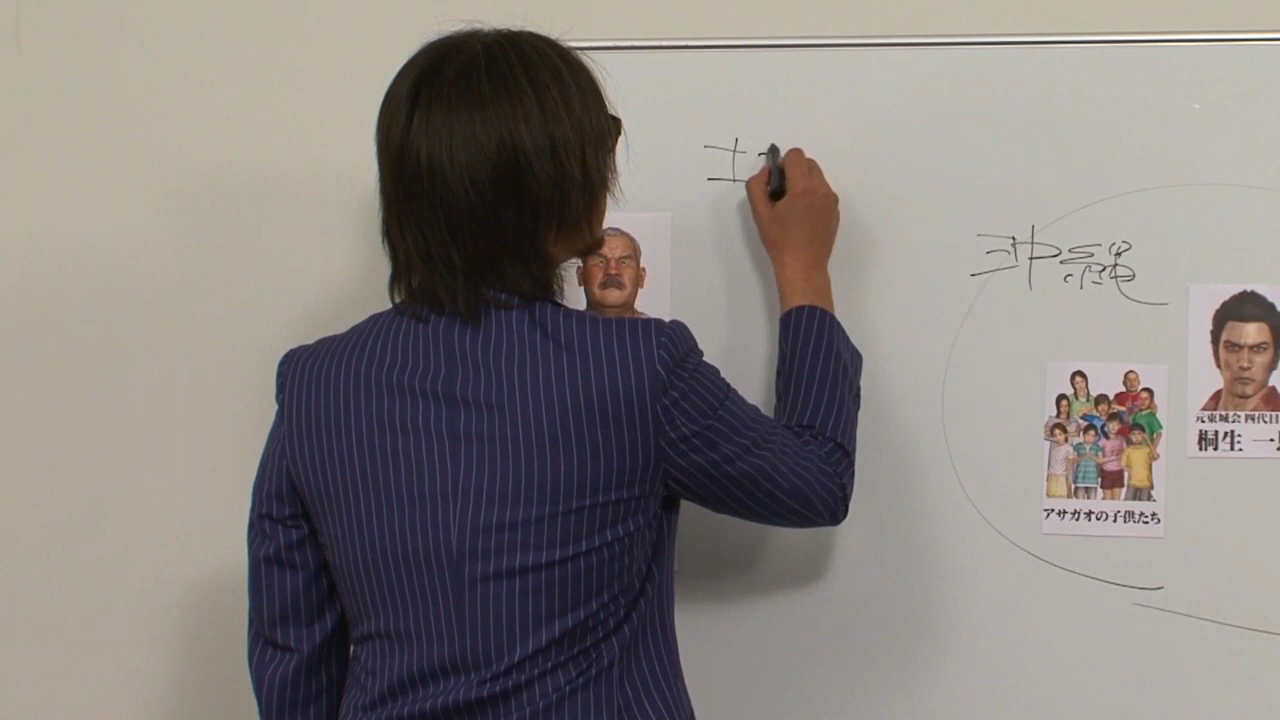 沖縄
元東城会 四代目
桐生 一
アサガオの子供たち